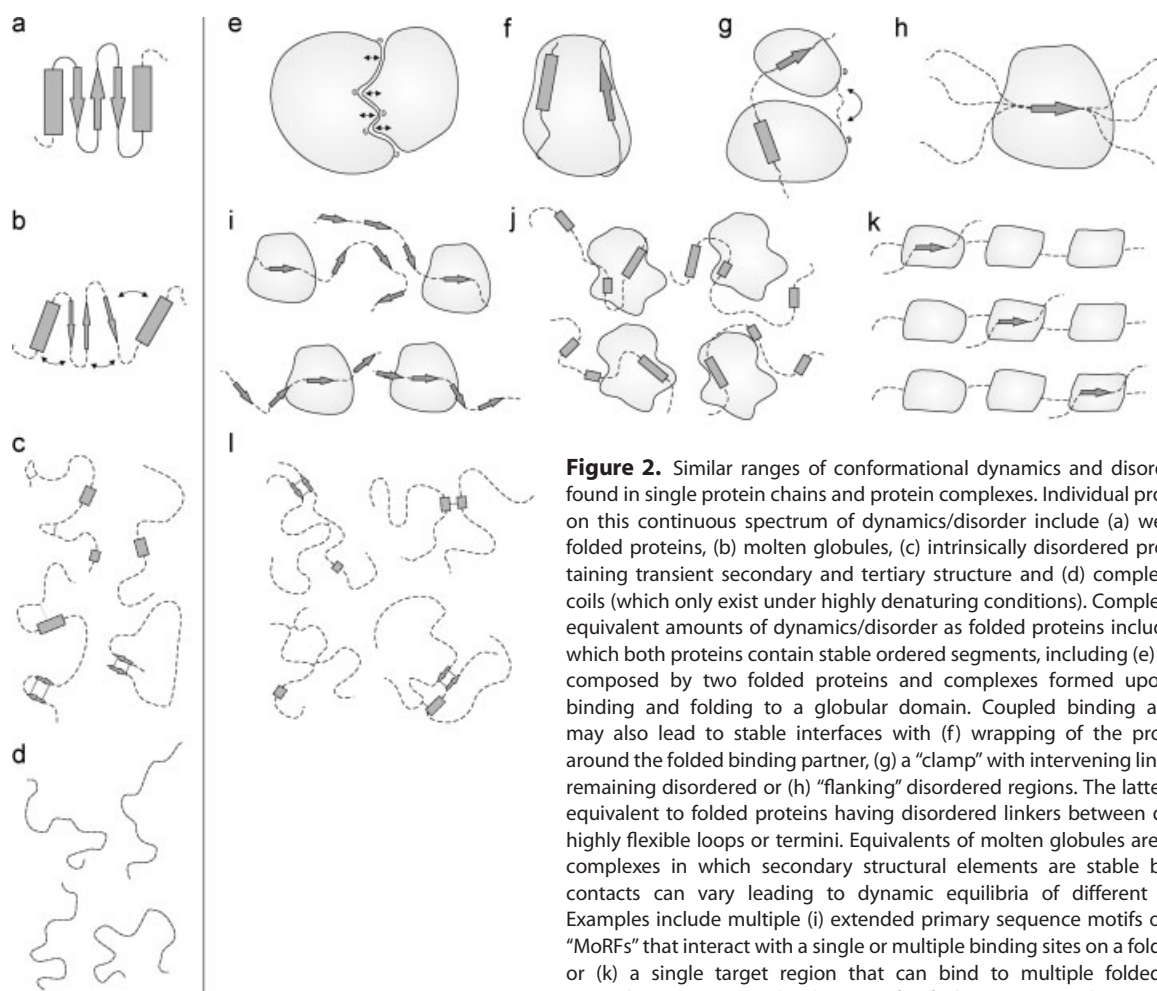 a
e
f
g
h
b
i
j
k
c
l
d
Figure 2. Similar ranges of conformational dynamics and disor
found in single protein chains and protein complexes. Individual pro
on this continuous spectrum of dynamics/disorder include (a) we
folded proteins, (b) molten globules, (c) intrinsically disordered pre
taining transient secondary and tertiary structure and (d) comple
coils (which only exist under highly denaturing conditions). Comple
equivalent amounts of dynamics/disorder as folded proteins inclu
which both proteins contain stable ordered segments, including (e)
composed by two folded proteins and complexes formed upo
binding and folding to a globular domain. Coupled binding a
may also lead to stable interfaces with (f) wrapping of the pro
around the folded binding partner, (g) a “clamp” with intervening lin
remaining disordered or (h) “flanking” disordered regions. The latte
equivalent to folded proteins having disordered linkers between d
highly flexible loops or termini. Equivalents of molten globules are
complexes in which secondary structural elements are stable b
contacts can vary leading to dynamic equilibria of different
Examples include multiple (i) extended primary sequence motifs o
“MoRFs” that interact with a single or multiple binding sites on a fol
or (k) a single target region that can bind to multiple folded